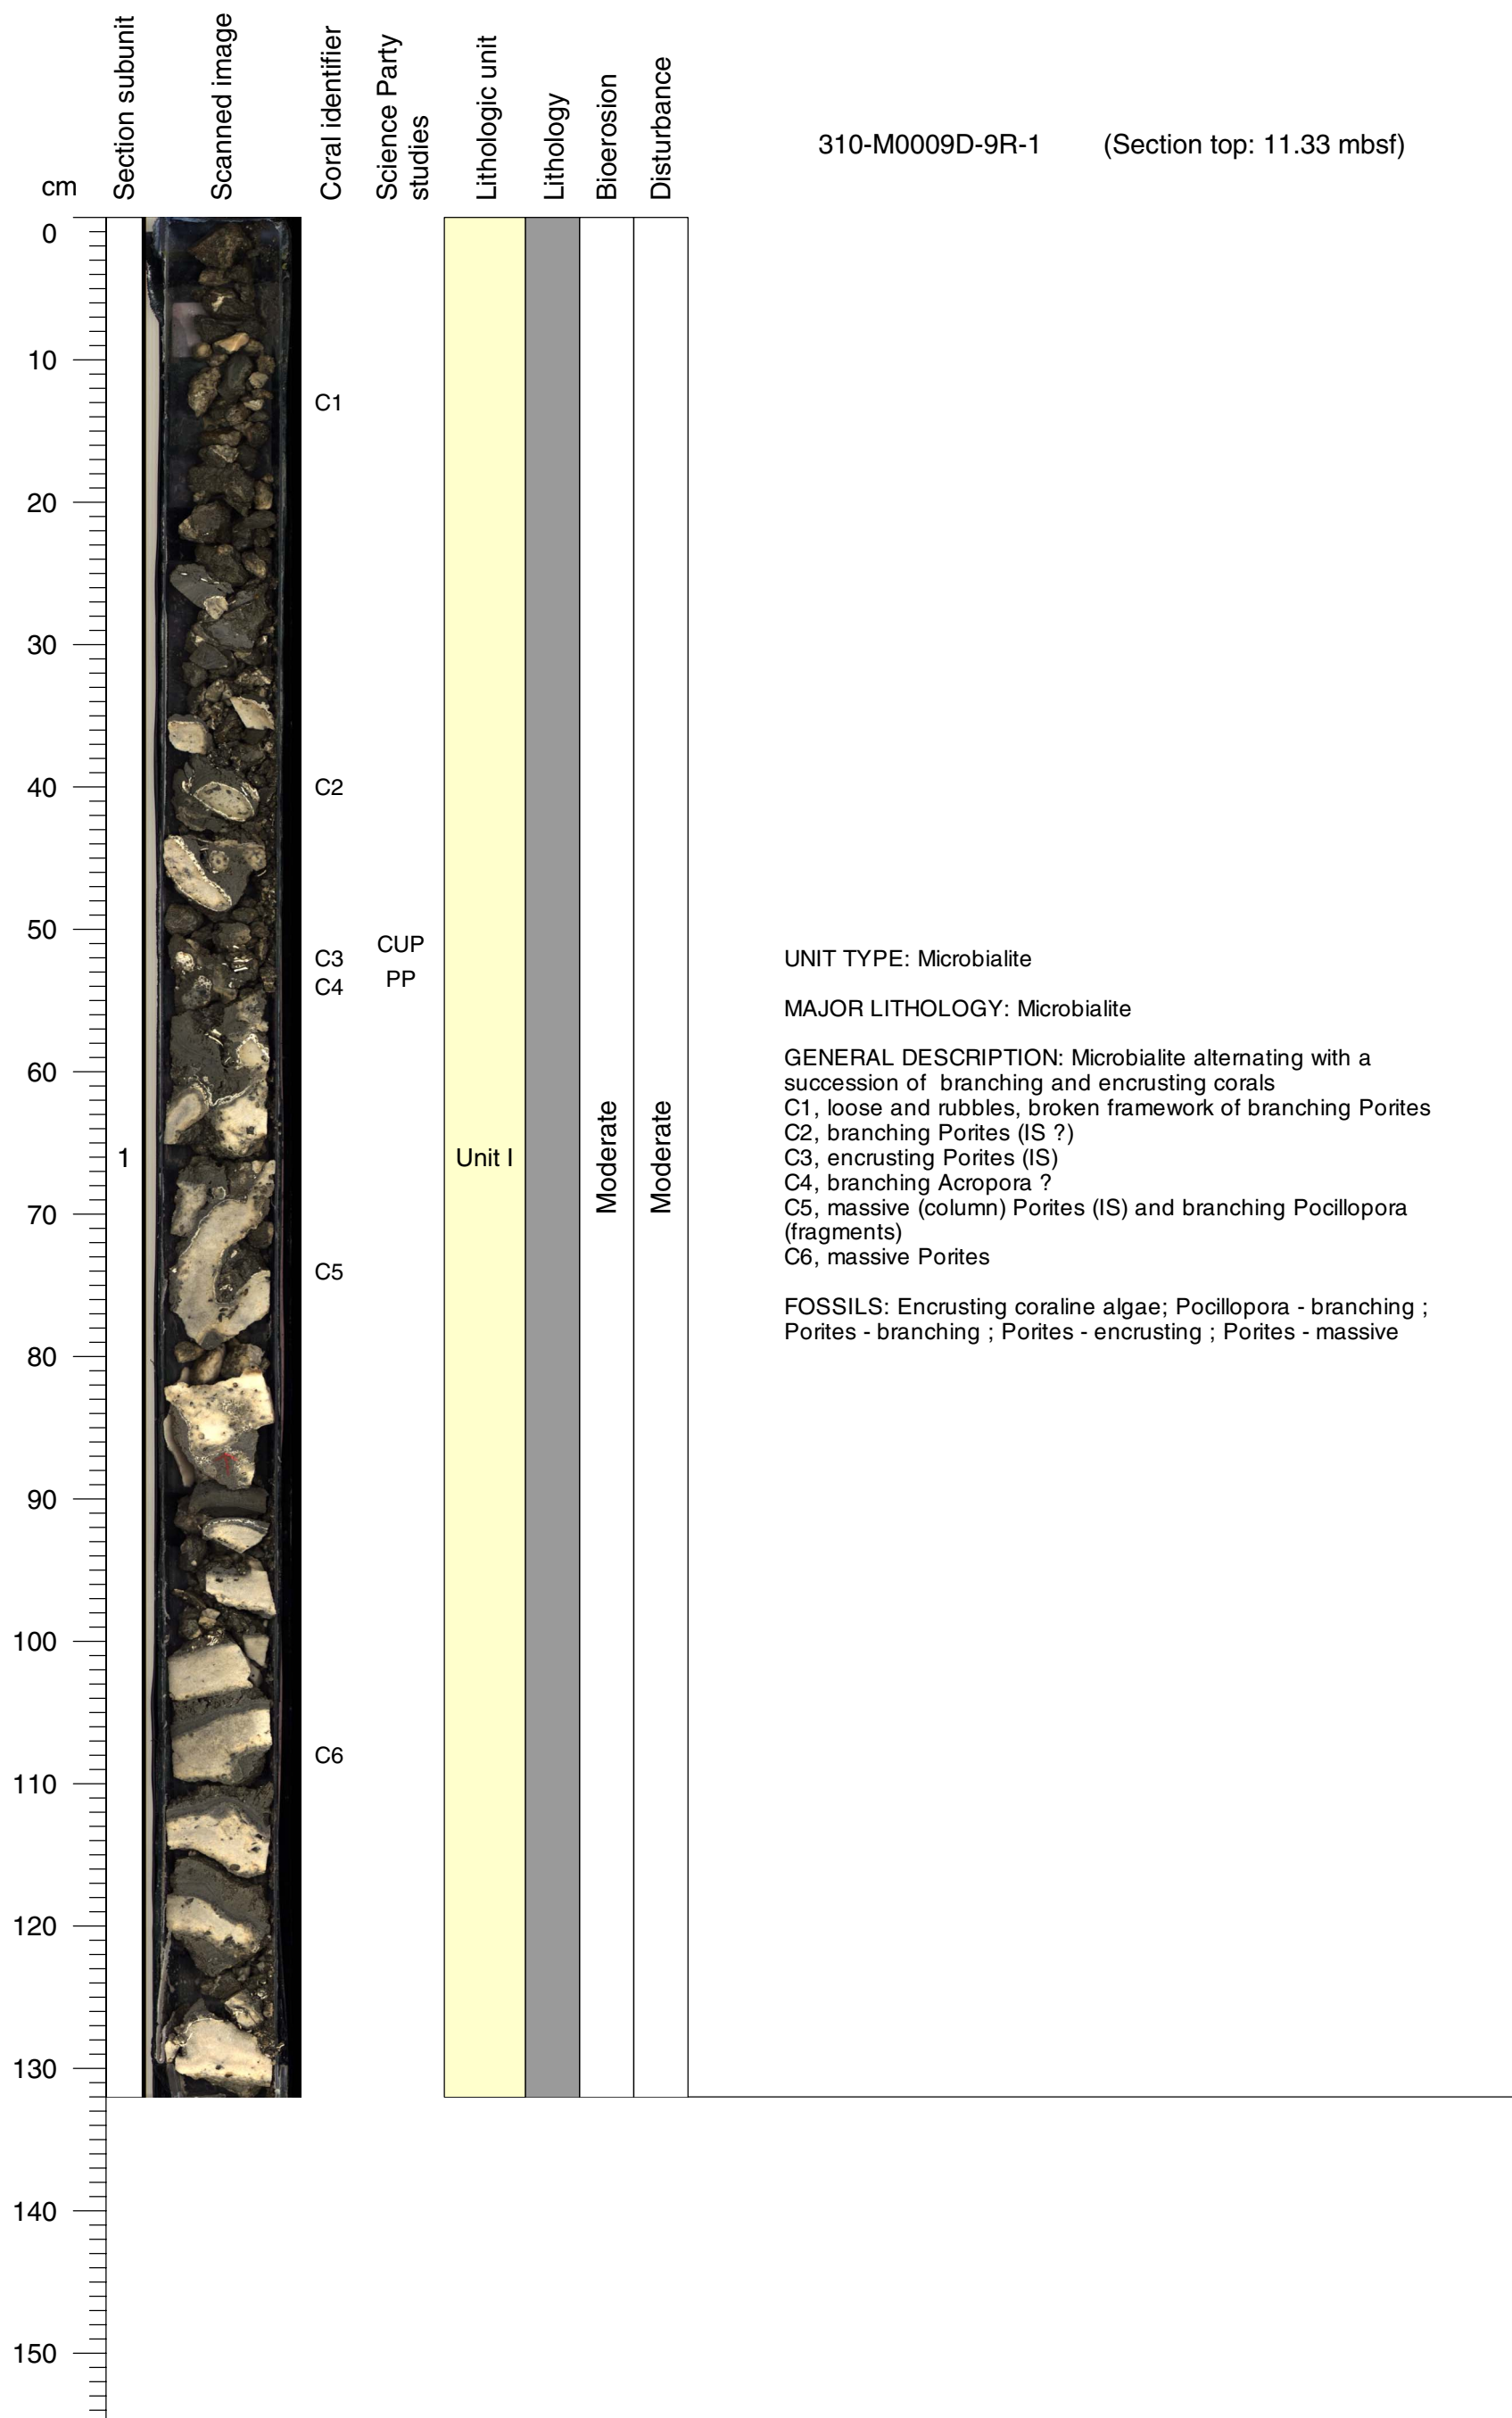 Section subunit
Scanned image
Coral identifier
Science Party
studies
Lithologic unit
Lithology
Bioerosion
Disturbance
310-M0009D-9R-1 (Section top: 11.33 mbsf)
cm
0
10
C1
20
30
40
C2
50
CUP
C3
PP
C4
UNIT TYPE: Microbialite
MAJOR LITHOLOGY: Microbialite
GENERAL DESCRIPTION: Microbialite alternating with a
succession of  branching and encrusting corals
C1, loose and rubbles, broken framework of branching Porites
C2, branching Porites (IS ?)
C3, encrusting Porites (IS)
C4, branching Acropora ?
C5, massive (column) Porites (IS) and branching Pocillopora
(fragments)
C6, massive Porites
FOSSILS: Encrusting coraline algae; Pocillopora - branching ;
Porites - branching ; Porites - encrusting ; Porites - massive
60
1
Unit I
Moderate
Moderate
70
C5
80
90
100
C6
110
120
130
140
150